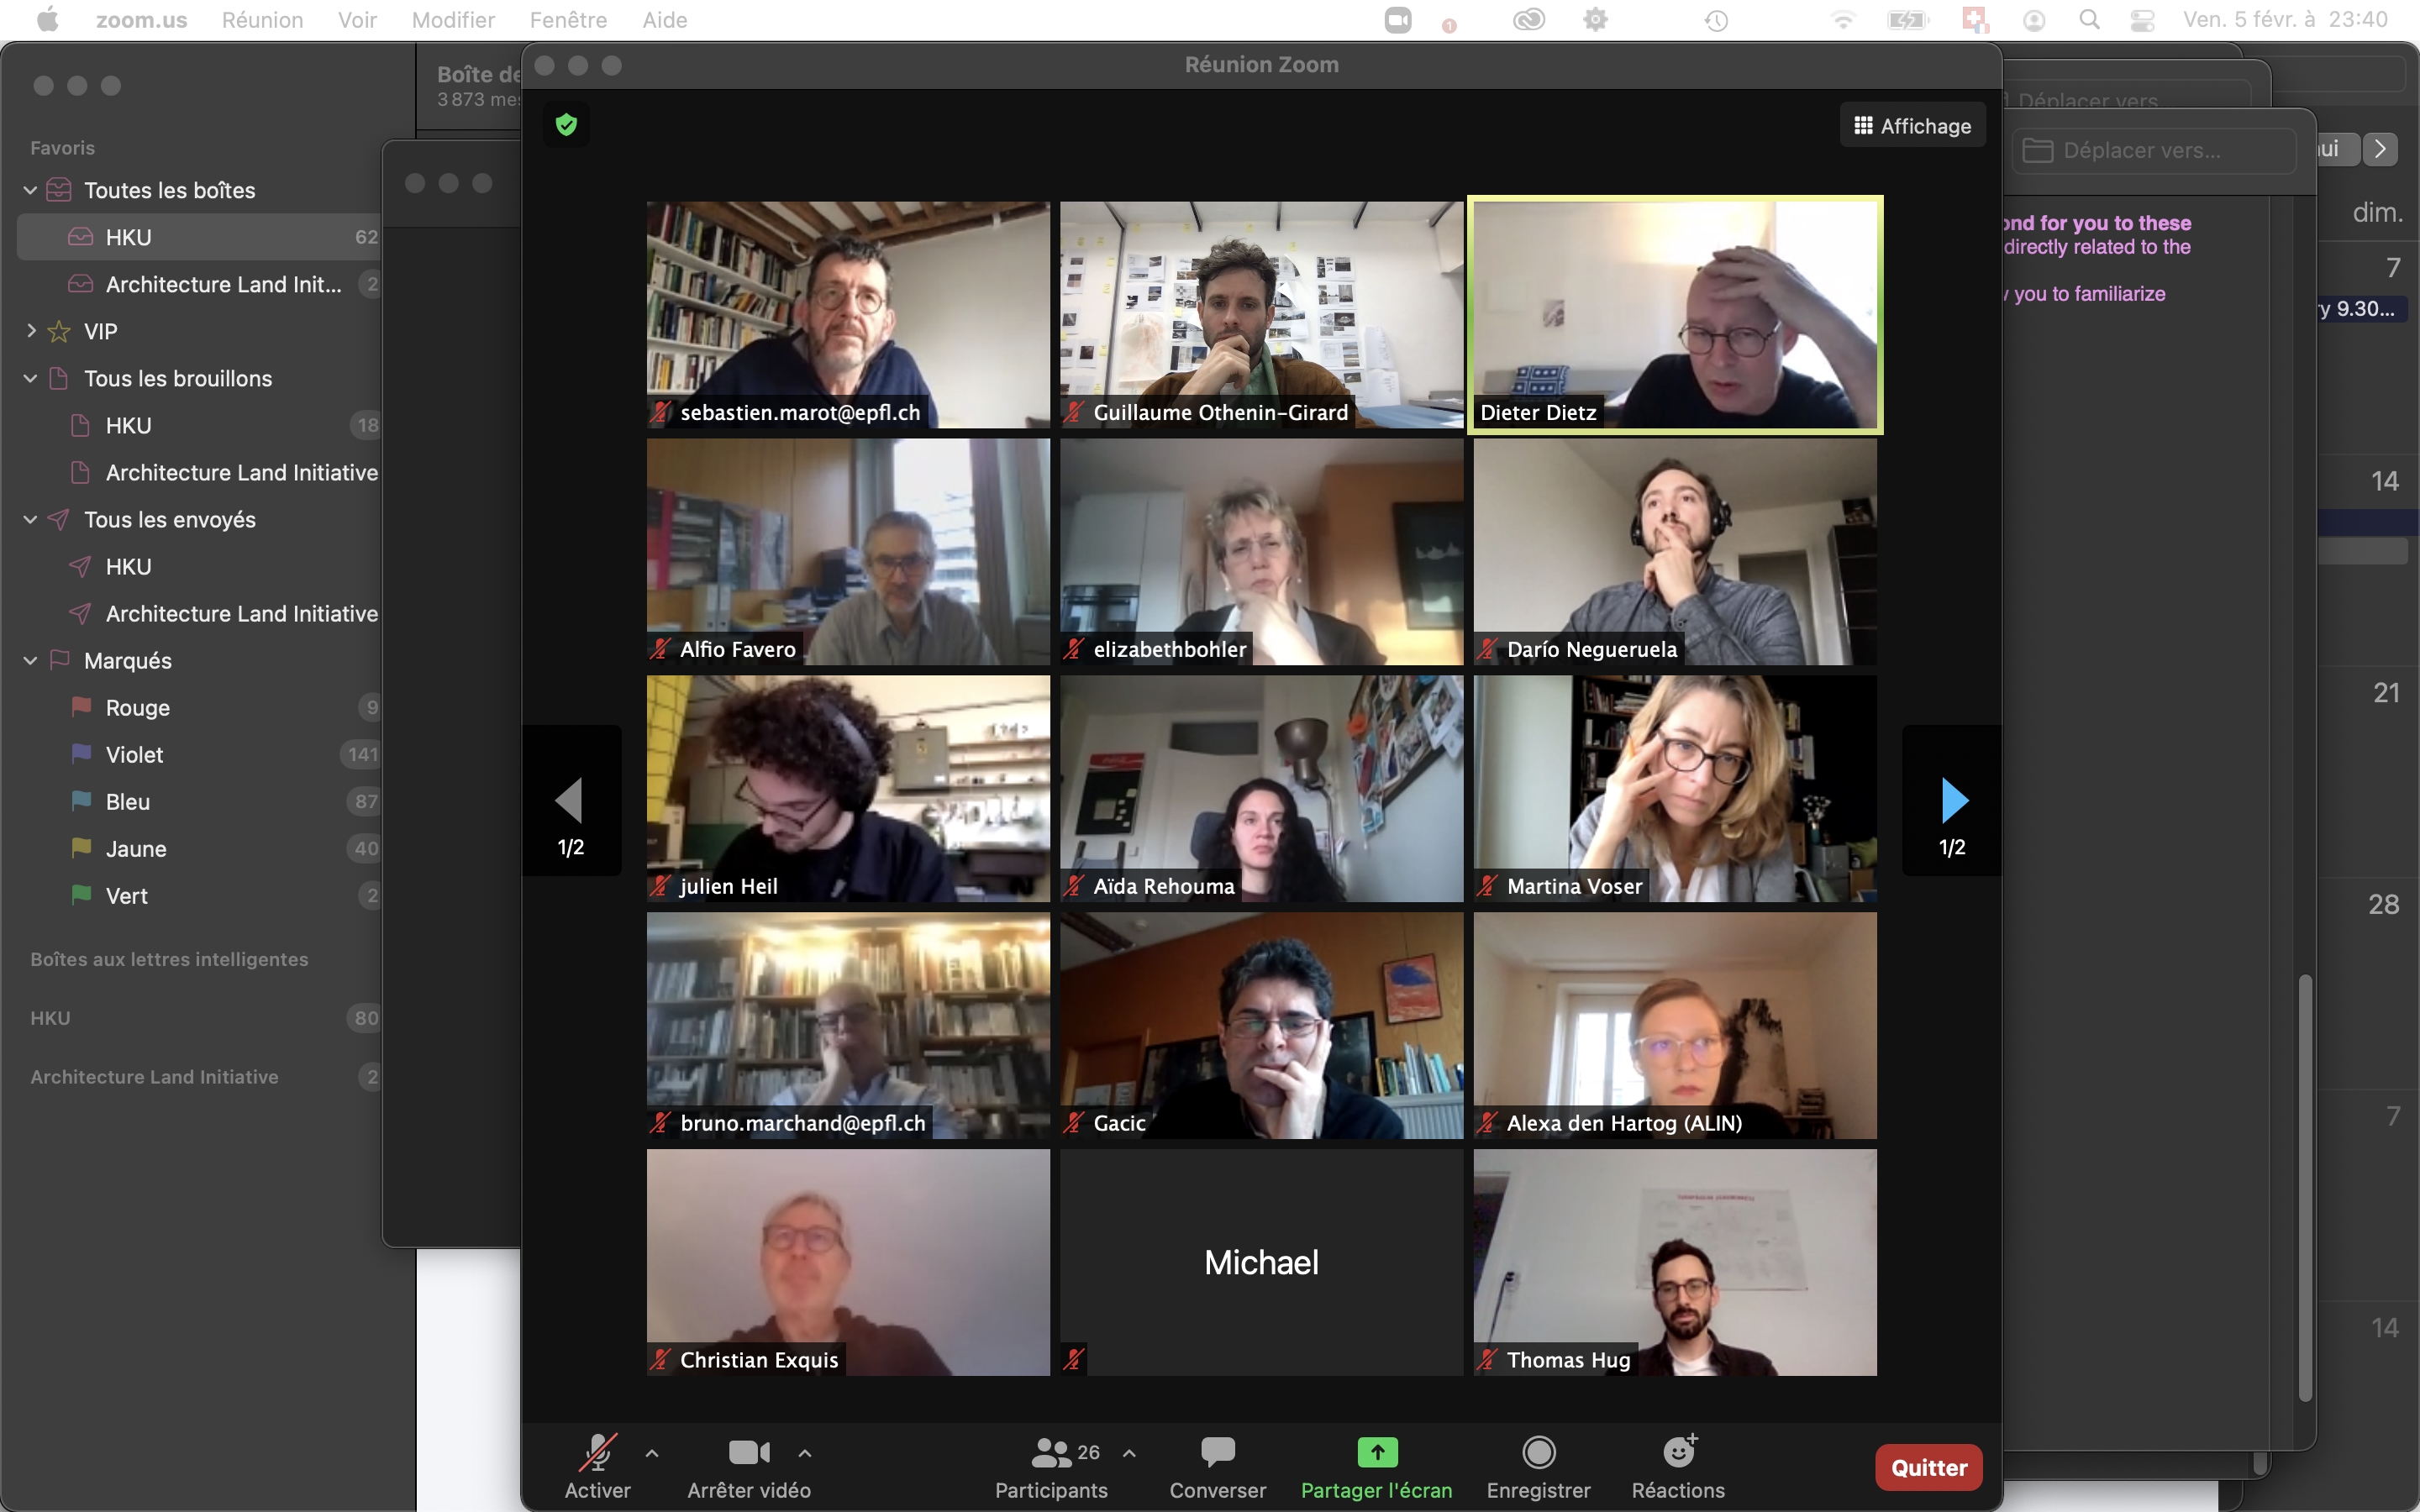 zoom.us Réunion Voir Modifier Fenêtre Aide
1
Ven. 5 févr. à 23:40
Favoris
Toutes les boîtes
HKU 62
Architecture Land Init... 2
VIP
Tous les brouillons
HKU 18
Architecture Land Initiative
Tous les envoyés
HKU
Architecture Land Initiative
Marqués
Rouge 9
Violet 141
Bleu 87
Jaune 40
Vert 2
Boîtes aux lettres intelligentes
HKU 80
Architecture Land Initiative 2
Boîte de
3 873 mes
Réunion Zoom
Affichage
sebastien.marot@epfl.ch
Guillaume Othenin-Girard
Dieter Dietz
Alfio Favero
elizabethbohler
Darío Negueruela
julien Heil
Aïda Rehouma
Martina Voser
bruno.marchand@epfl.ch
Gacic
Alexa den Hartog (ALIN)
Christian Exquis
Michael
Thomas Hug
1/2
1/2
Activer
Arrêter vidéo
26
Participants
Converser
Partager l'écran
Enregistrer
Réactions
Quitter
Déplacer vers
Déplacer vers...
ond for you to these
directly related to the
you to familiarize
ui
dim.
7
y 9.30...
14
21
28
7
14